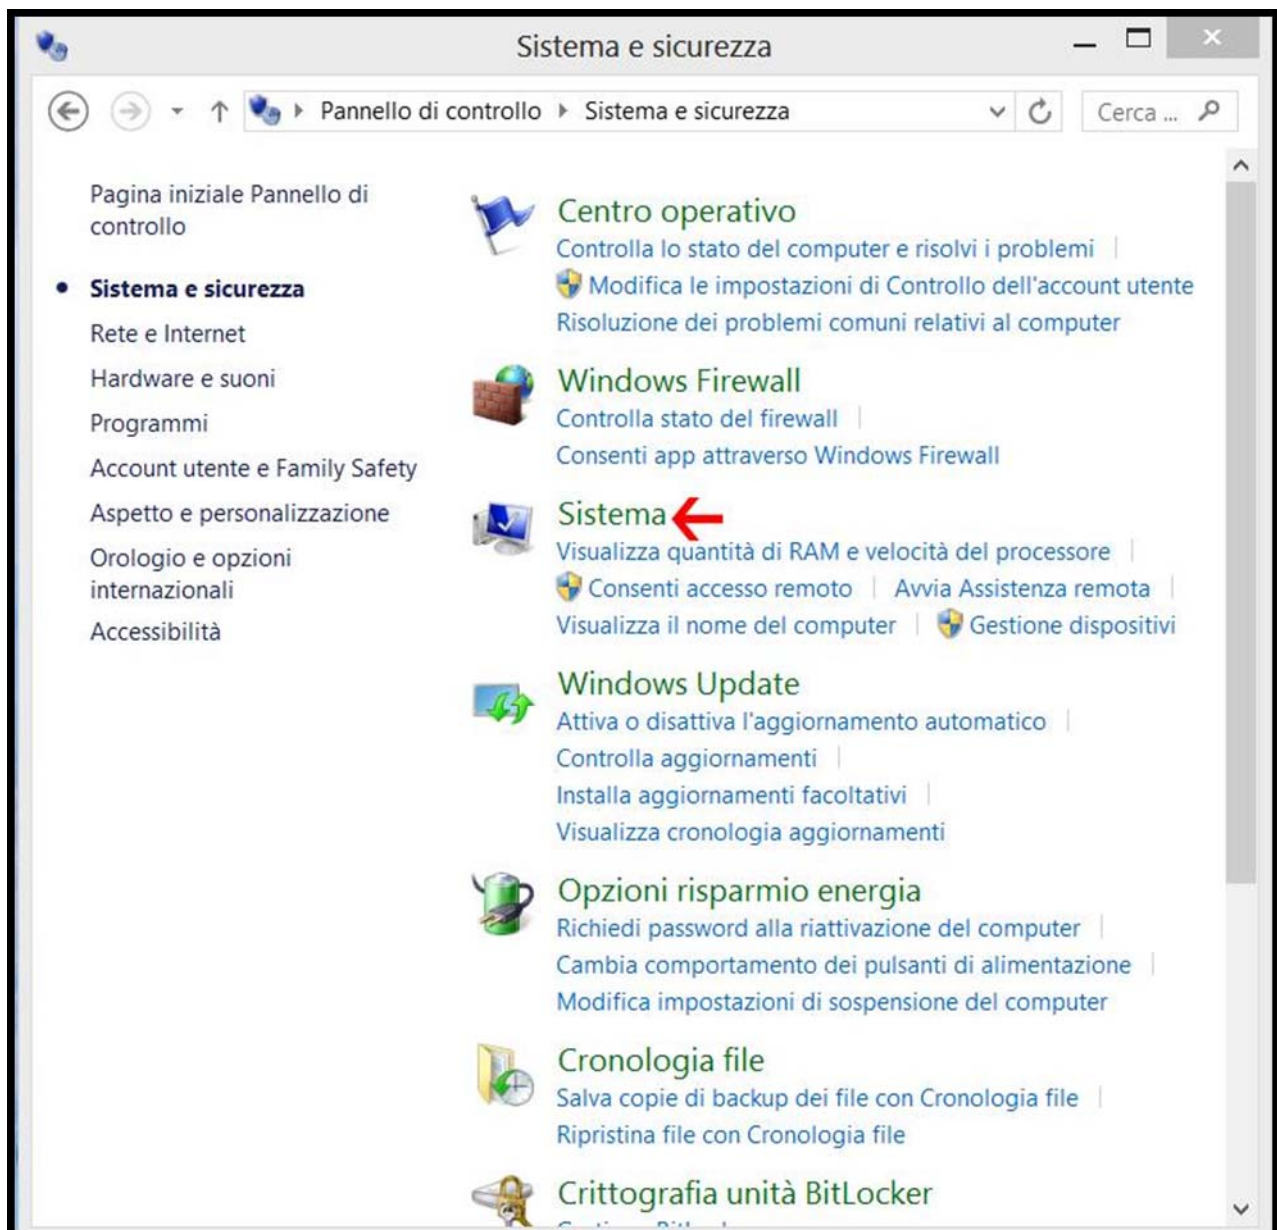 Sistema e sicurezza
Pannello di controllo Sistema e sicurezza
Cerca ...
Pagina iniziale Pannello di
controllo
Sistema e sicurezza
Rete e Internet
Hardware e suoni
Programmi
Account utente e Family Safety
Aspetto e personalizzazione
Orologio e opzioni
internazionali
Accessibilità
Centro operativo
Controlla lo stato del computer e risolvi i problemi
Modifica le impostazioni di Controllo dell'account utente
Risoluzione dei problemi comuni relativi al computer
Windows Firewall
Controlla stato del firewall
Consenti app attraverso Windows Firewall
Sistema
Visualizza quantità di RAM e velocità del processore
Consenti accesso remoto Avvia Assistenza remota
Visualizza il nome del computer Gestione dispositivi
Windows Update
Attiva o disattiva l'aggiornamento automatico
Controlla aggiornamenti
Installa aggiornamenti facoltativi
Visualizza cronologia aggiornamenti
Opzioni risparmio energia
Richiedi password alla riattivazione del computer
Cambia comportamento dei pulsanti di alimentazione
Modifica impostazioni di sospensione del computer
Cronologia file
Salva copie di backup dei file con Cronologia file
Ripristina file con Cronologia file
Crittografia unità BitLocker